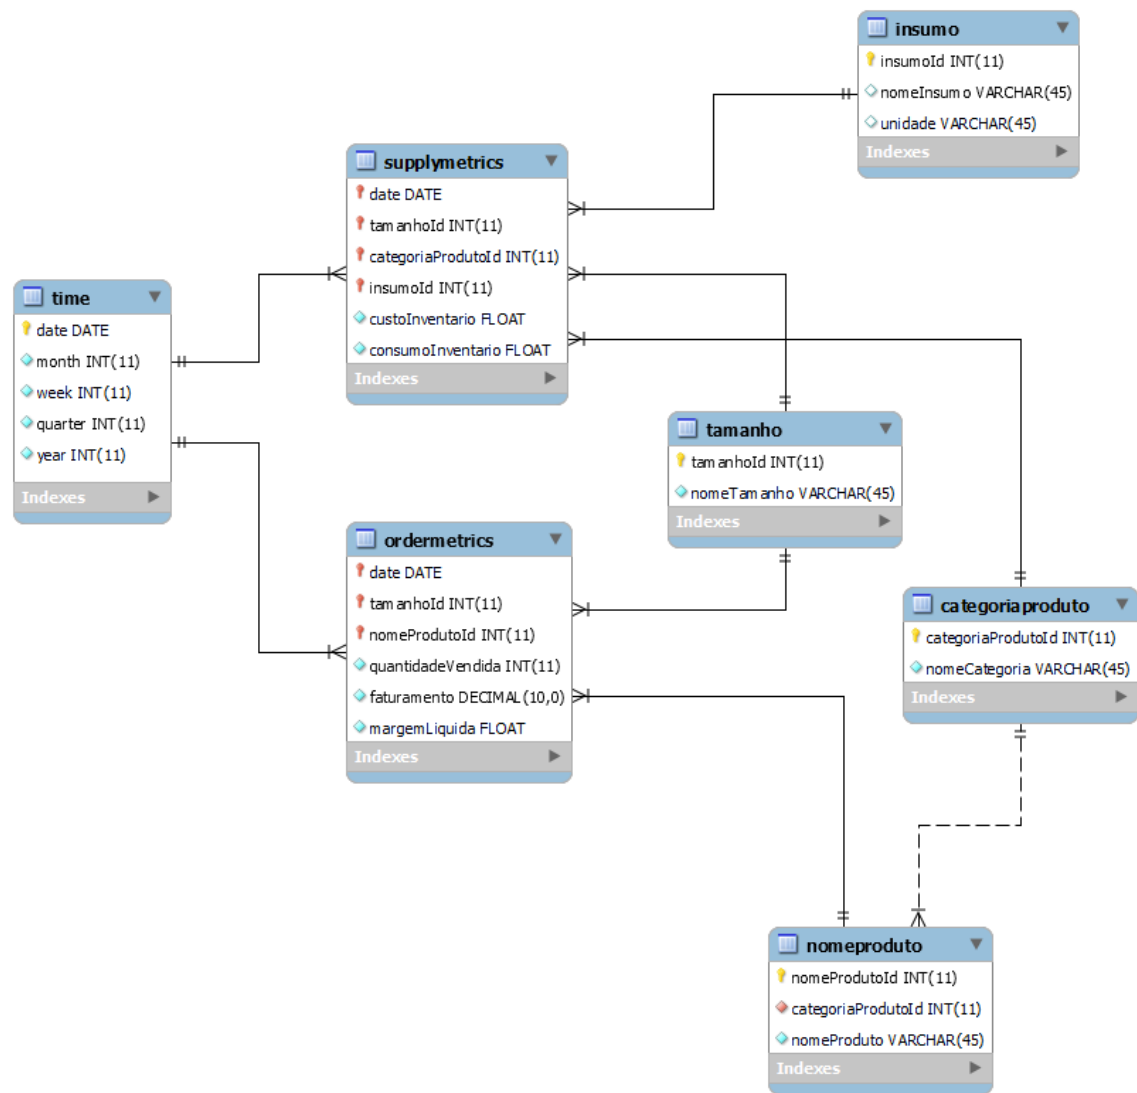 insumo
insumoId INT(11)
nomeInsumo VARCHAR(45)
unidade VARCHAR(45)
Indexes
supplymetrics
date DATE
tamanhoId INT(11)
categoriaProdutoId INT(11)
insumoId INT(11)
custoInventario FLOAT
consumoInventario FLOAT
Indexes
time
date DATE
month INT(11)
week INT(11)
quarter INT(11)
year INT(11)
Indexes
tamanho
tamanhoId INT(11)
nomeTamanho VARCHAR(45)
Indexes
ordermetrics
date DATE
tamanhoId INT(11)
nomeProdutoId INT(11)
quantidadeVendida INT(11)
faturamento DECIMAL(10,0)
margemLiquida FLOAT
Indexes
categoriaproduto
categoriaProdutoId INT(11)
nomeCategoria VARCHAR(45)
Indexes
nomeproduto
nomeProdutoId INT(11)
categoriaProdutoId INT(11)
nomeProduto VARCHAR(45)
Indexes